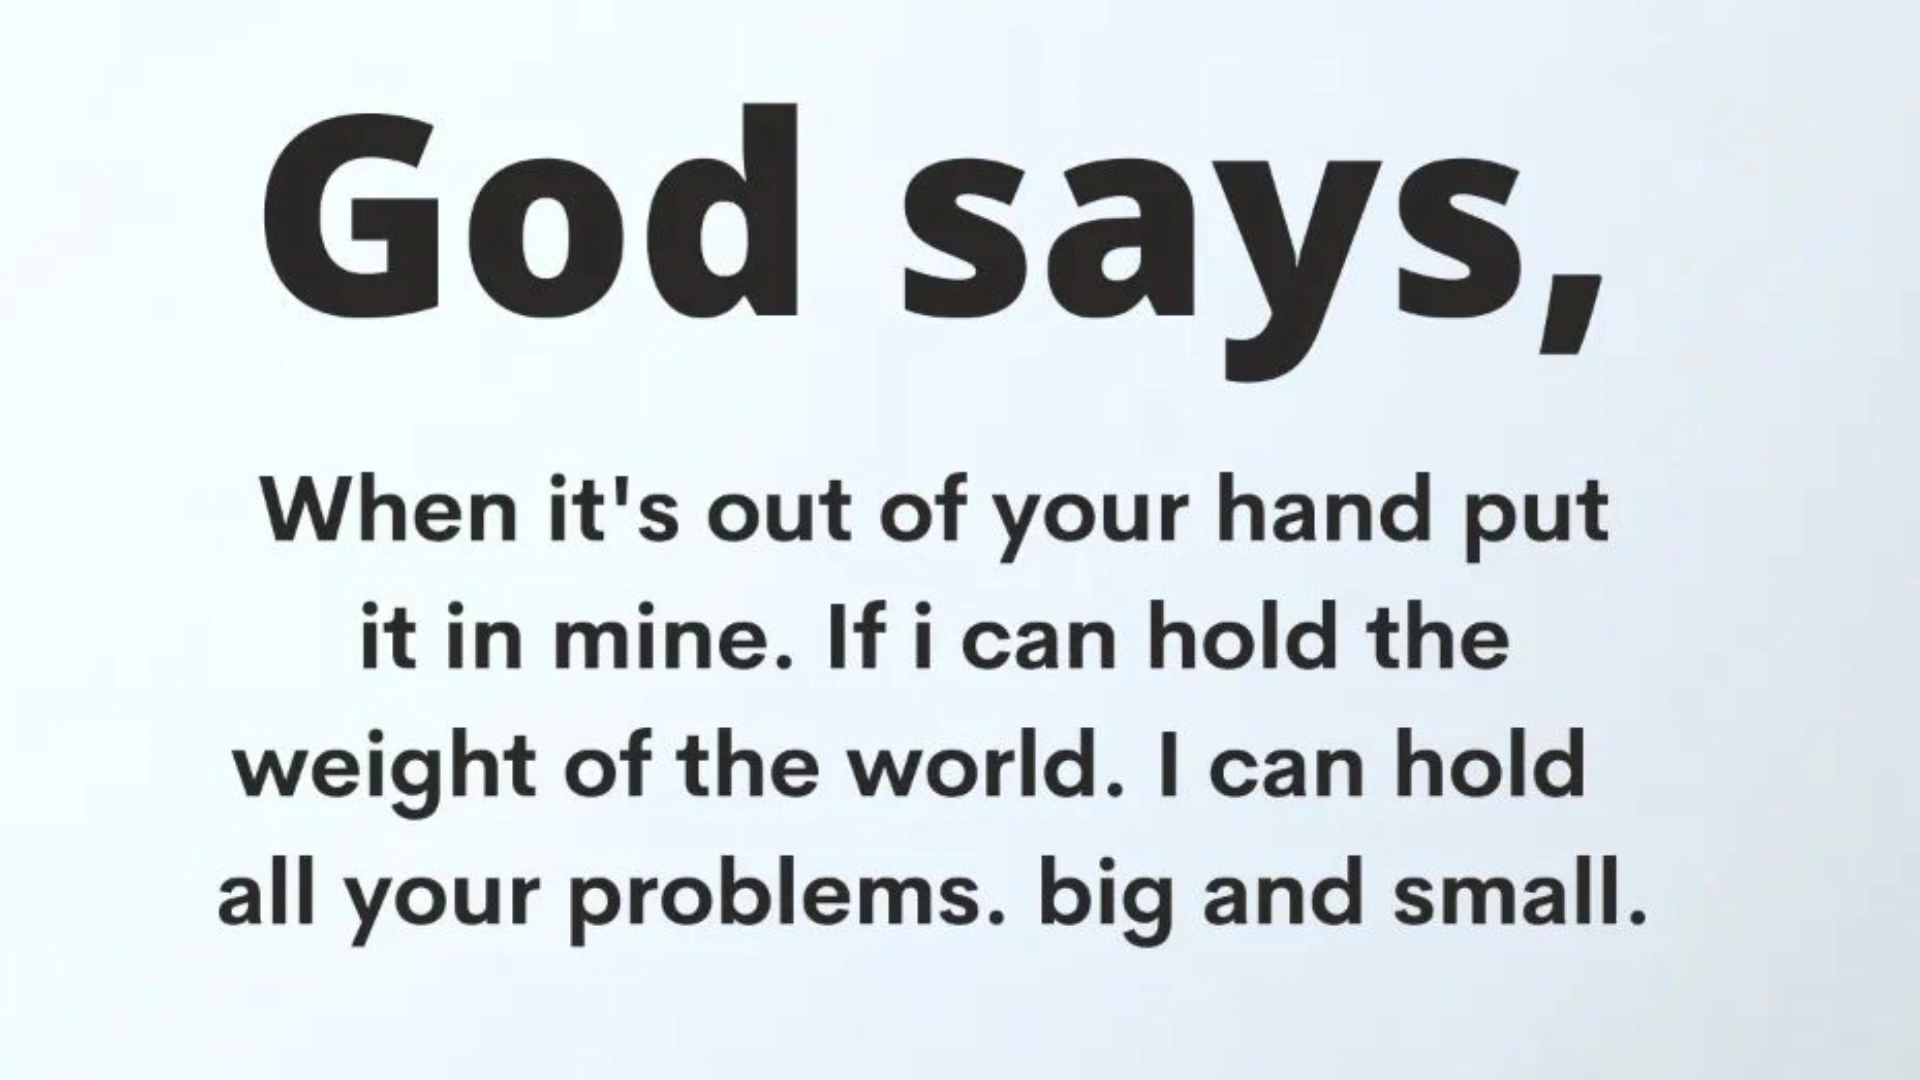 God says,
When it's out of your hand put
it in mine. If i can hold the
weight of the world. I can hold
all your problems. big and small.